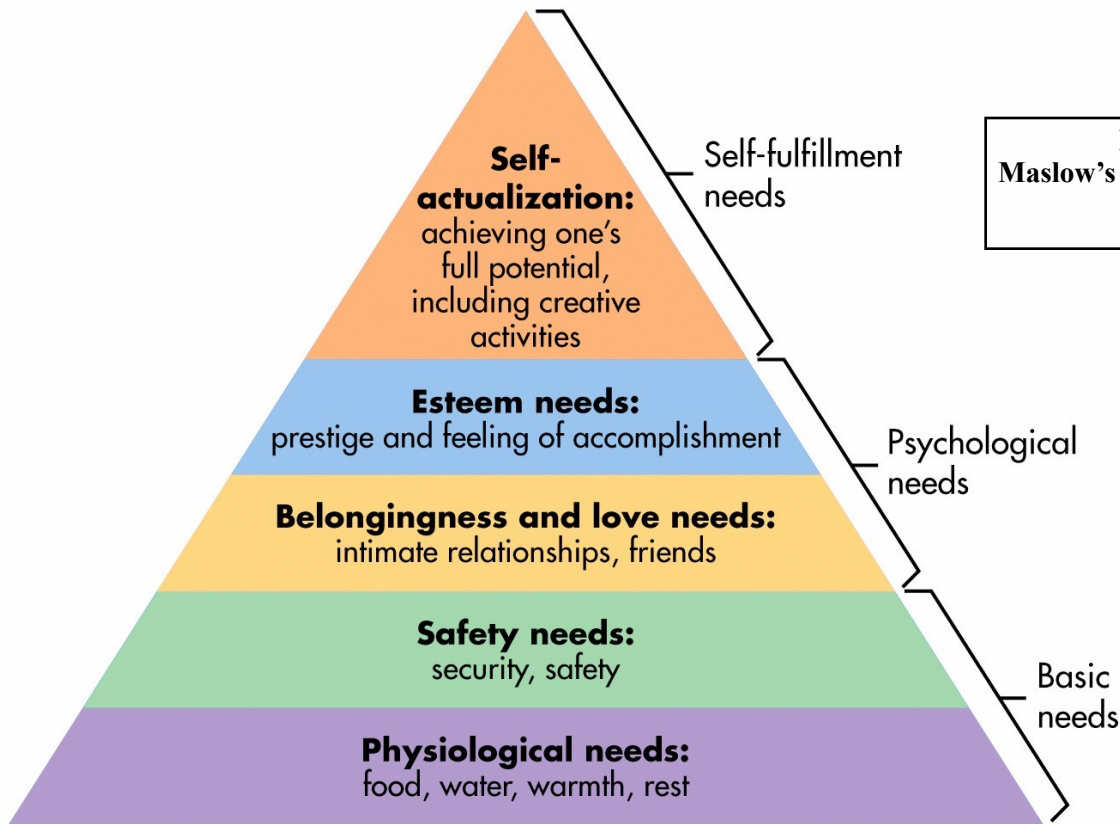 Self-
actualization:
achieving one's
full potential,
including creative
activities
Self-fulfillment
needs
Maslow's
Esteem needs:
prestige and feeling of accomplishment
Psychological
needs
Belongingness and love needs:
intimate relationships, friends
Safety needs:
security, safety
Basic
needs
Physiological needs:
food, water, warmth, rest